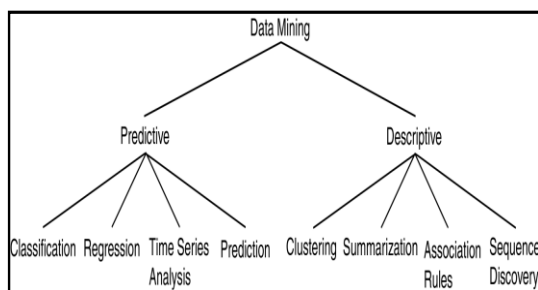 Data Mining
Predictive Descriptive
Classification Regression Time Series Prediction Clustering Summarization Association Sequence
Analysis Rules Discovery